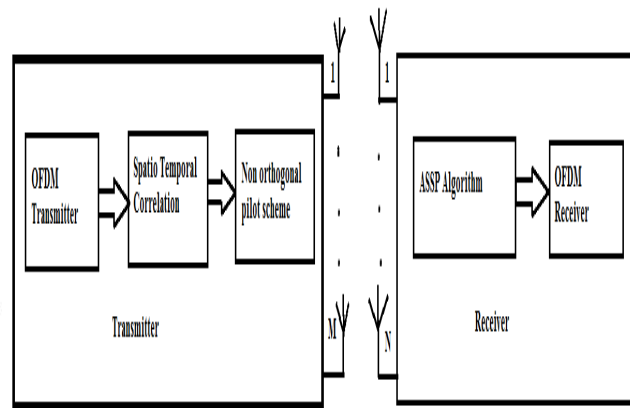 1
1
OFDM
Transmitter
Spatio Temporal
Correlation
Non orthogonal
pilot scheme
ASSP Algorithm
OFDM
Receiver
Transmitter
M
N
Receiver